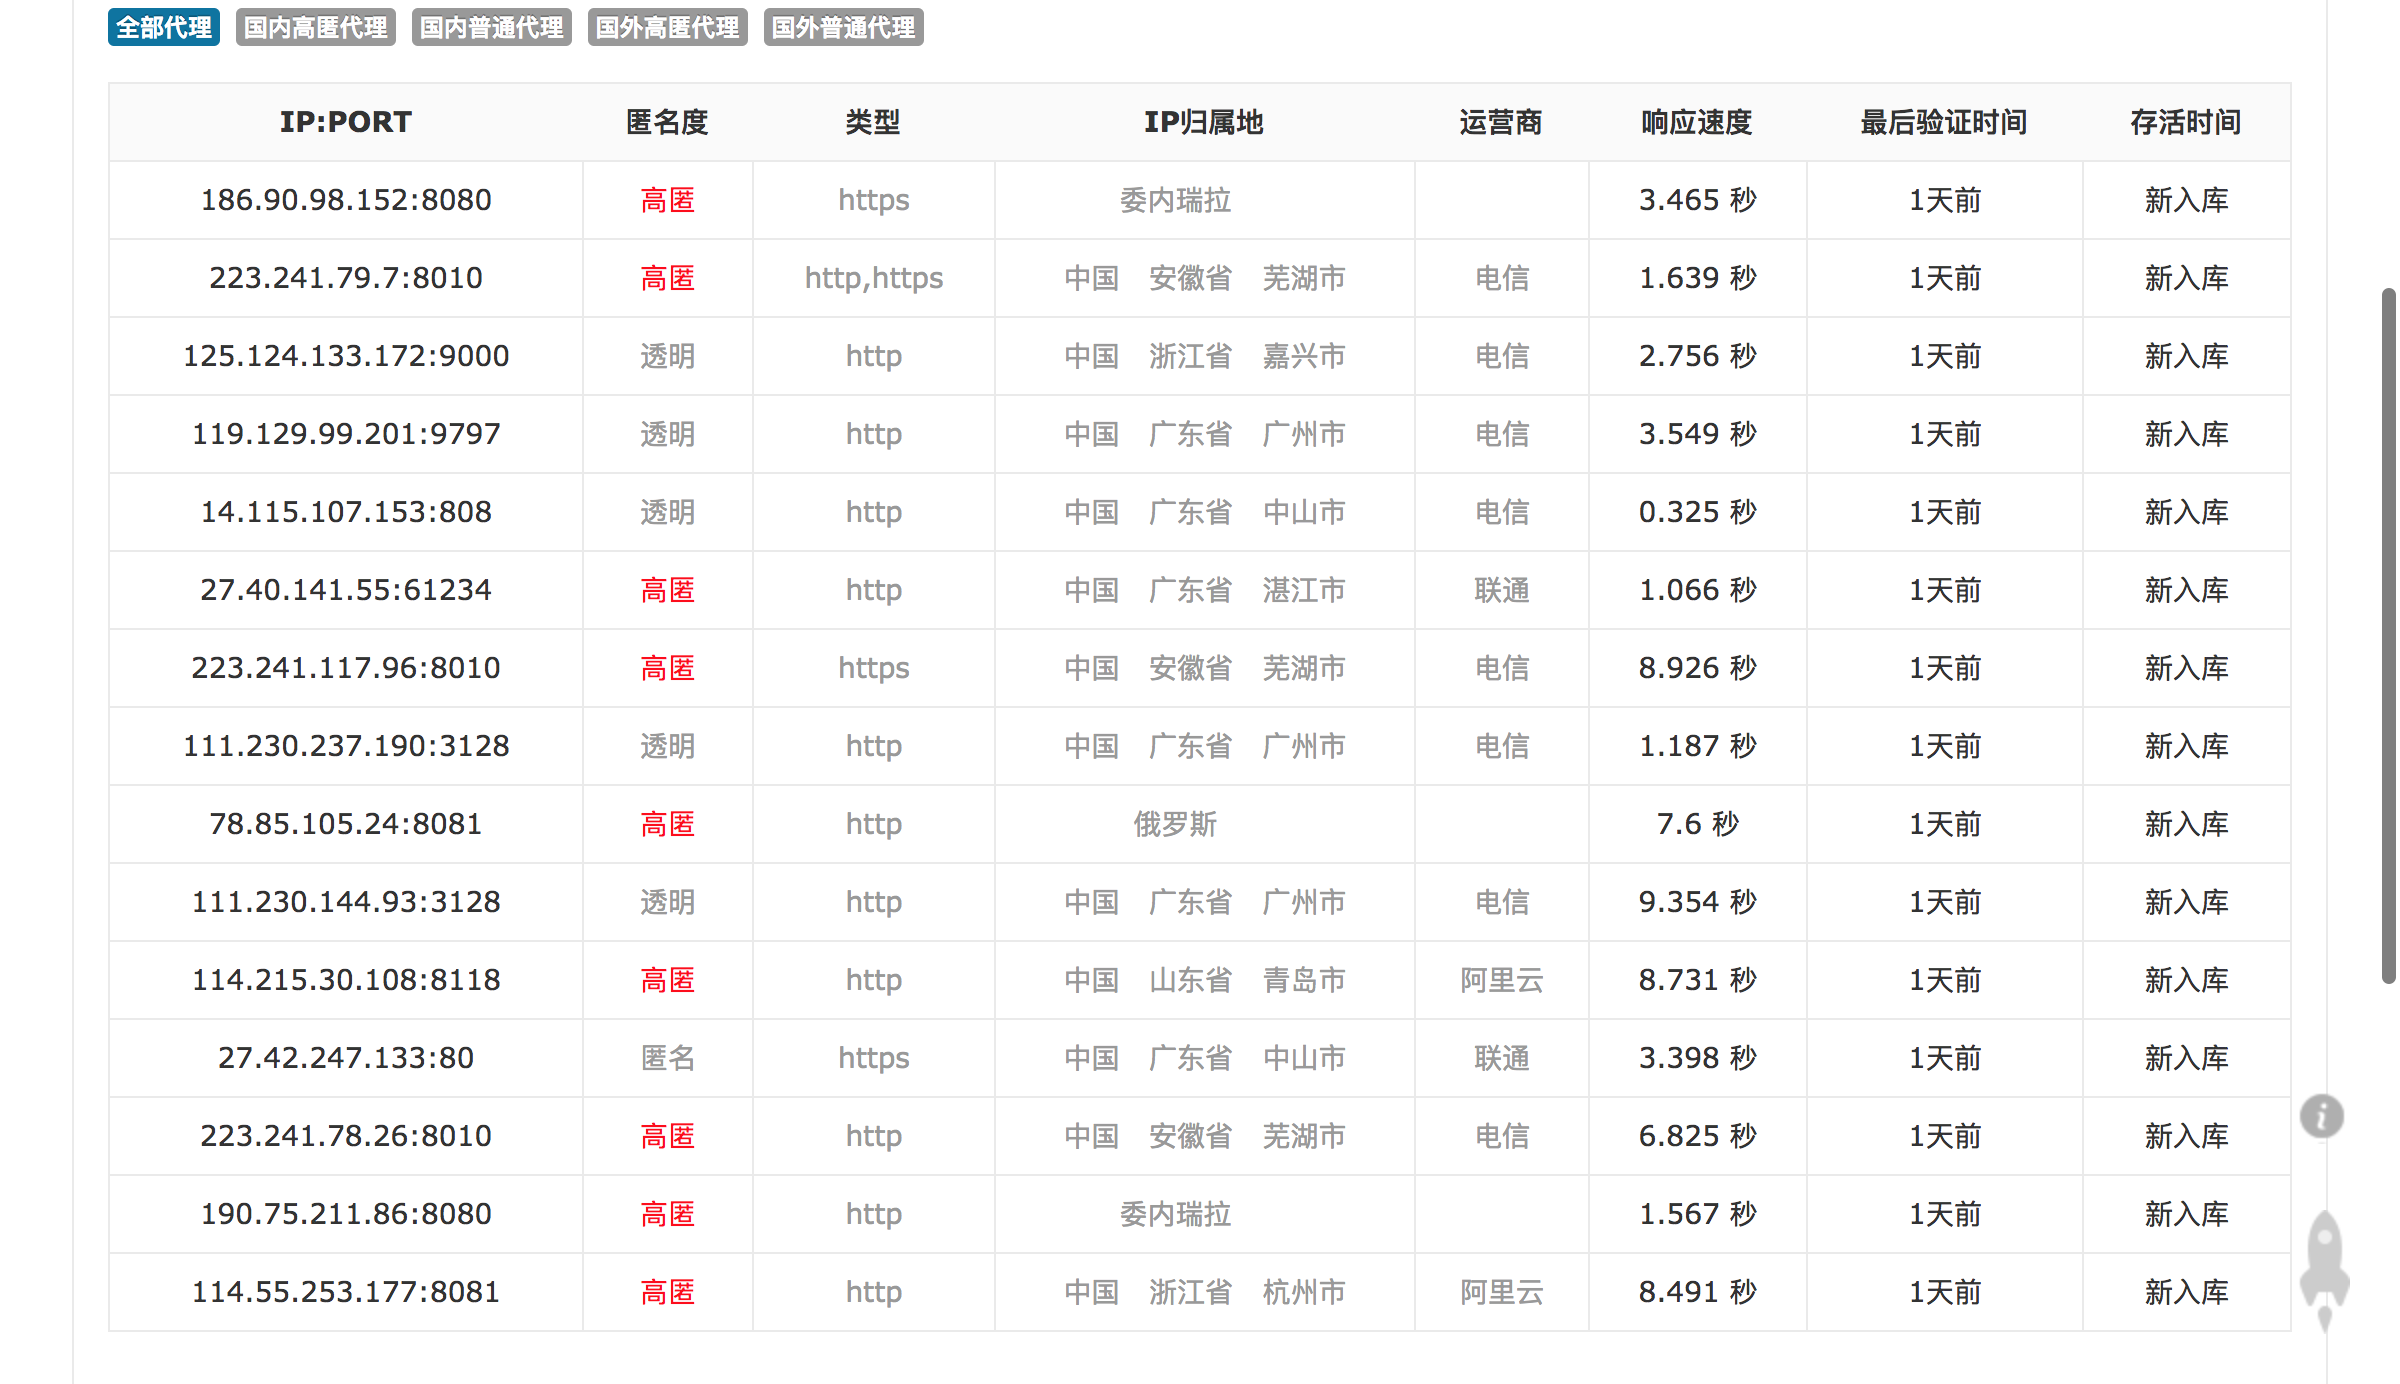 全部代理 国内高匿代理 国内普通代理 国外高匿代理 国外普通代理
IP:PORT 匿名度 类型 IP归属地 运营商 响应速度 最后验证时间 存活时间
186.90.98.152:8080 高匿 https 委内瑞拉 3.465 秒 1天前 新入库
223.241.79.7:8010 高匿 http,https 中国 安徽省 芜湖市 电信 1.639 秒 1天前 新入库
125.124.133.172:9000 透明 http 中国 浙江省 嘉兴市 电信 2.756 秒 1天前 新入库
119.129.99.201:9797 透明 http 中国 广东省 广州市 电信 3.549 秒 1天前 新入库
14.115.107.153:808 透明 http 中国 广东省 中山市 电信 0.325 秒 1天前 新入库
27.40.141.55:61234 高匿 http 中国 广东省 湛江市 联通 1.066 秒 1天前 新入库
223.241.117.96:8010 高匿 https 中国 安徽省 芜湖市 电信 8.926 秒 1天前 新入库
111.230.237.190:3128 透明 http 中国 广东省 广州市 电信 1.187 秒 1天前 新入库
78.85.105.24:8081 高匿 http 俄罗斯 7.6 秒 1天前 新入库
111.230.144.93:3128 透明 http 中国 广东省 广州市 电信 9.354 秒 1天前 新入库
114.215.30.108:8118 高匿 http 中国 山东省 青岛市 阿里云 8.731 秒 1天前 新入库
27.42.247.133:80 匿名 https 中国 广东省 中山市 联通 3.398 秒 1天前 新入库
223.241.78.26:8010 高匿 http 中国 安徽省 芜湖市 电信 6.825 秒 1天前 新入库
190.75.211.86:8080 高匿 http 委内瑞拉 1.567 秒 1天前 新入库
114.55.253.177:8081 高匿 http 中国 浙江省 杭州市 阿里云 8.491 秒 1天前 新入库